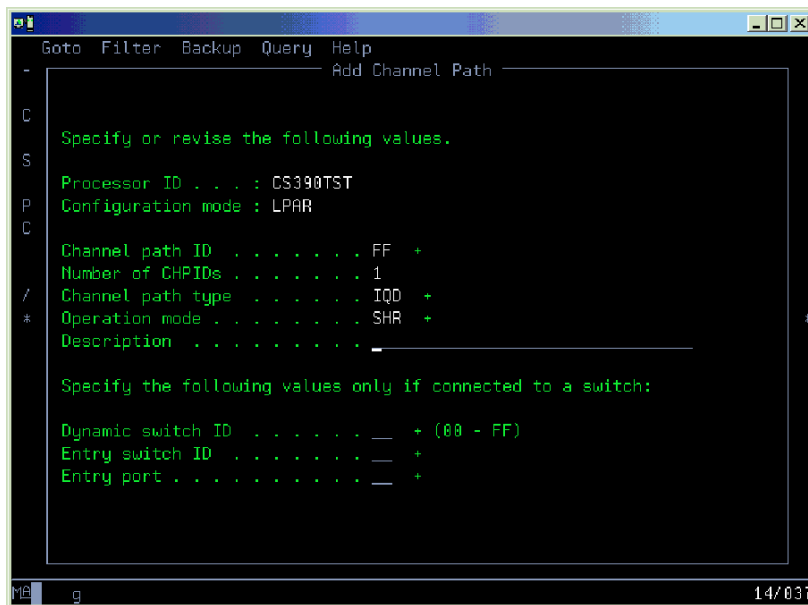 Goto Filter Backup Query Help
- Add Channel Path
C
Specify or revise the following values.
S
Processor ID . . . : CS390TST
P Configuration mode : LPAR
C
Channel path ID . . . . . . . FF +
Number of CHPIDs . . . . . . . 1
/ Channel path type . . . . . . IQD +
* Operation mode . . . . . . . . SHR +
Description . . . . . . . . . .
Specify the following values only if connected to a switch:
Dynamic switch ID . . . . . . __ + (00 - FF)
Entry switch ID . . . . . . . __ +
Entry port . . . . . . . . . . __ +
MA g 14/037